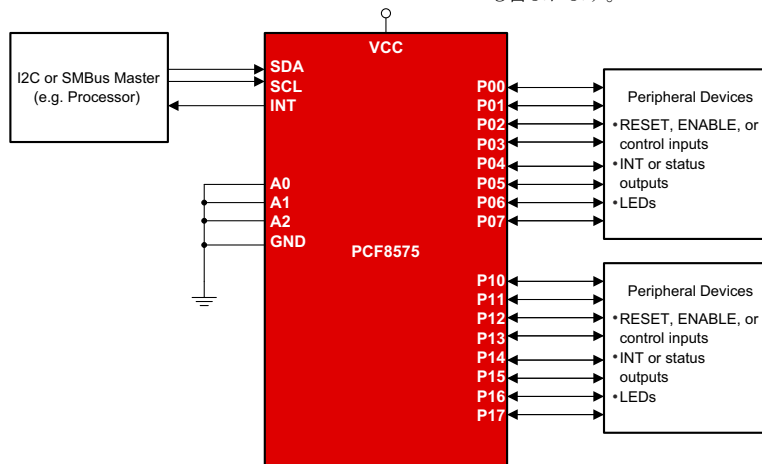 VCC
I2C or SMBus Master
(e.g. Processor)
SDA
SCL
INT
A0
A1
A2
GND
PCF8575
P00
P01
P02
P03
P04
P05
P06
P07
Peripheral Devices
•RESET, ENABLE, or
control inputs
•INT or status
outputs
•LEDs
P10
P11
P12
P13
P14
P15
P16
P17
Peripheral Devices
•RESET, ENABLE, or
control inputs
•INT or status
outputs
•LEDs